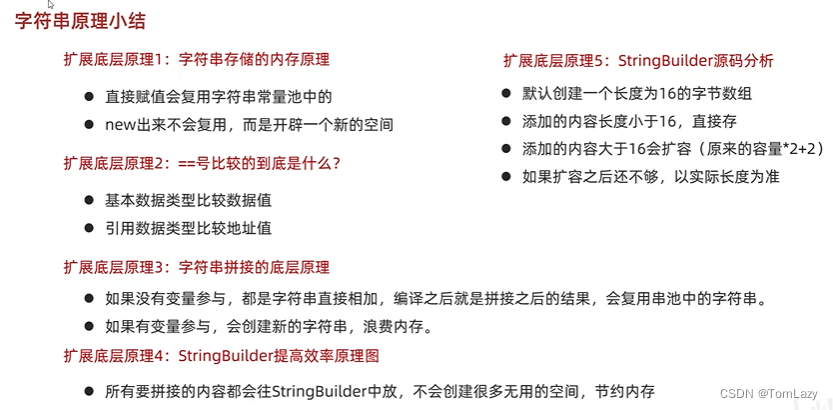 字符串原理小结
扩展底层原理1：字符串存储的内存原理
● 直接赋值会复用字符串常量池中的
● new出来不会复用，而是开辟一个新的空间
扩展底层原理2：==号比较的到底是什么？
● 基本数据类型比较数据值
● 引用数据类型比较地址值
扩展底层原理3：字符串拼接的底层原理
● 如果没有变量参与，都是字符串直接相加，编译之后就是拼接之后的结果，会复用串池中的字符串。
● 如果有变量参与，会创建新的字符串，浪费内存。
扩展底层原理4：StringBuilder提高效率原理图
● 所有要拼接的内容都会往StringBuilder中放，不会创建很多无用的空间，节约内存
扩展底层原理5：StringBuilder源码分析
● 默认创建一个长度为16的字节数组
● 添加的内容长度小于16，直接存
● 添加的内容大于16会扩容（原来的容量*2+2）
● 如果扩容之后还不够，以实际长度为准
CSDN @TomLazy